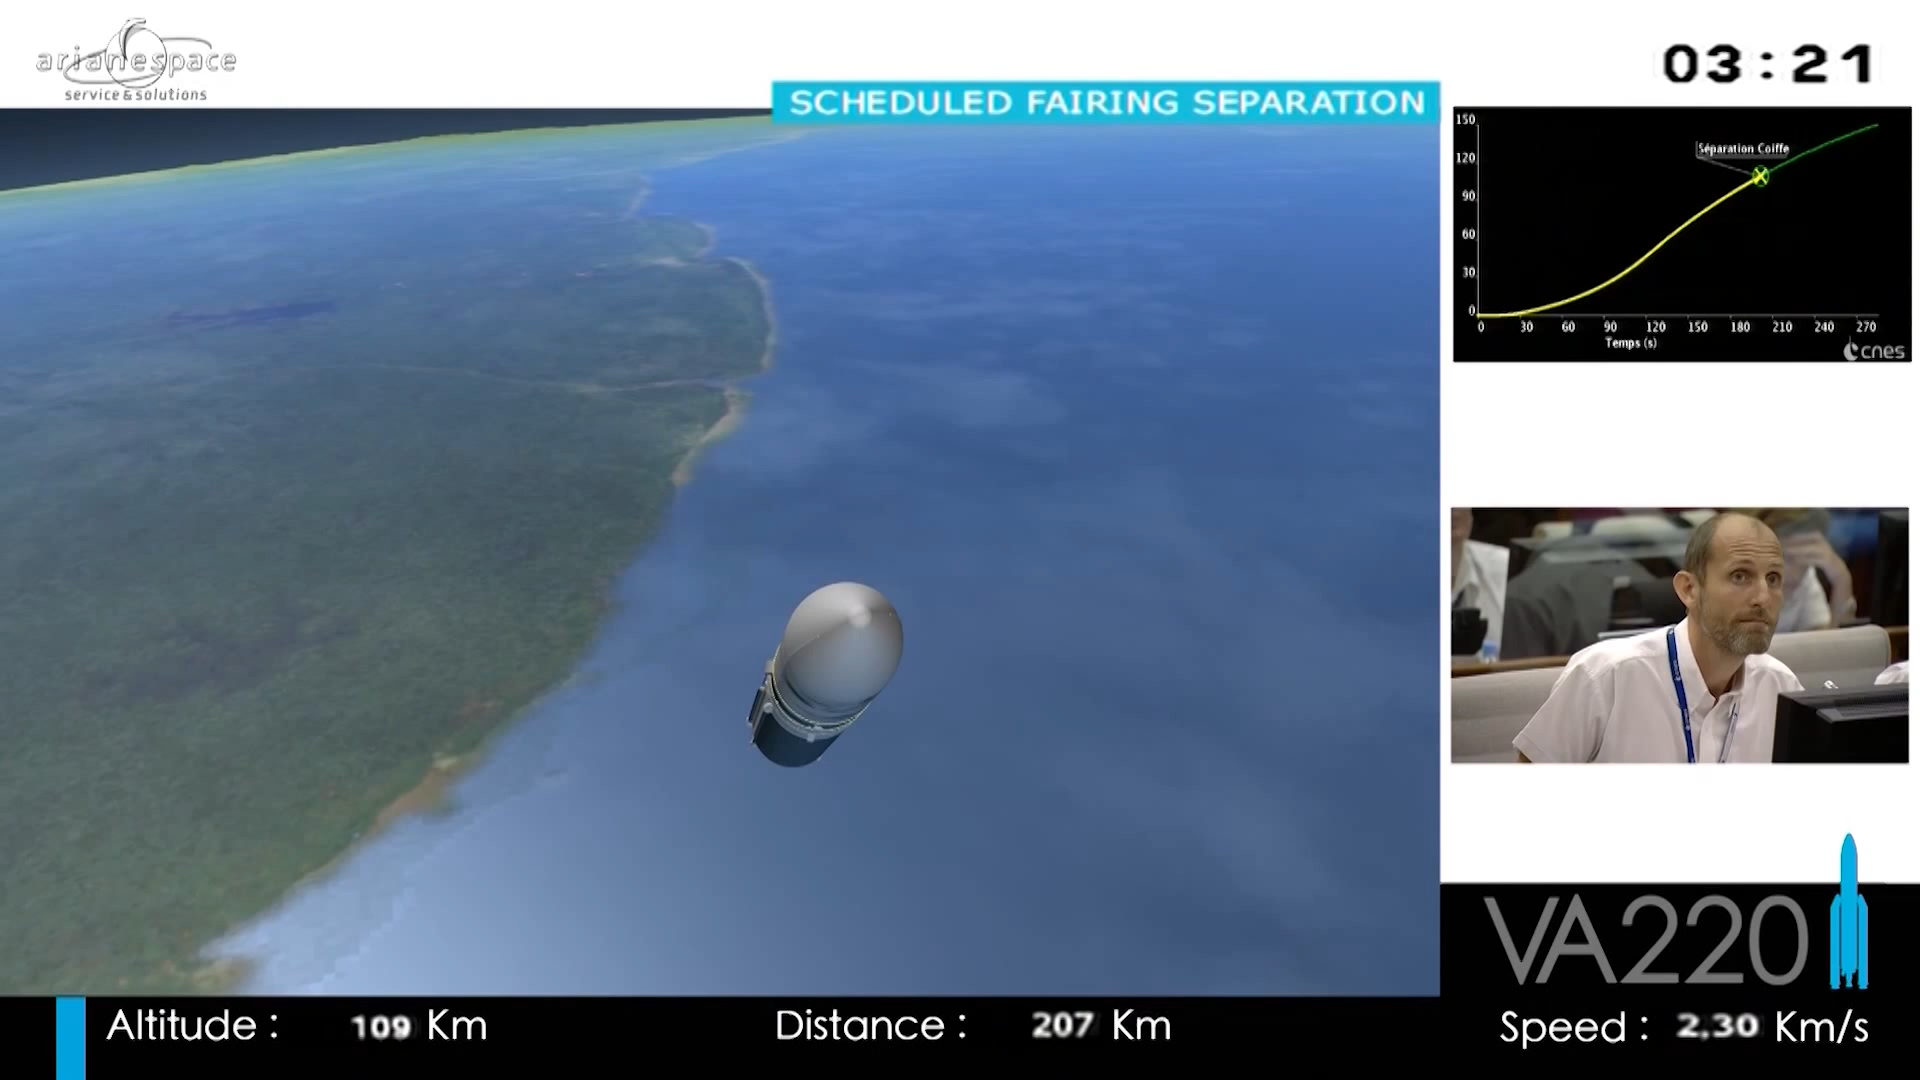 arianespace
service & solutions
03:21
SCHEDULED FAIRING SEPARATION
150
120
90
60
30
0
Séparation Coiffe
0 30 60 90 120 150 180 210 240 270
Temps (s)
cnes
VA220
Altitude : 109 Km
Distance : 207 Km
Speed : 2.30 Km/s